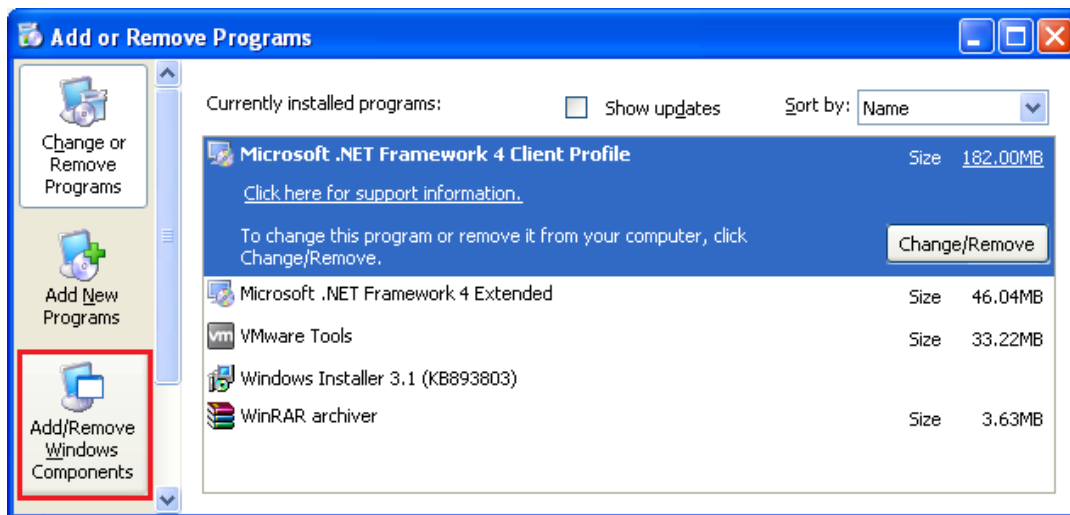 Add or Remove Programs
Change or
Remove
Programs
Add New
Programs
Add/Remove
Windows
Components
Currently installed programs:
Show updates
Sort by:
Name
Microsoft .NET Framework 4 Client Profile
Size
182.00MB
Click here for support information.
To change this program or remove it from your computer, click
Change/Remove.
Change/Remove
Microsoft .NET Framework 4 Extended
Size
46.04MB
vm
VMware Tools
Size
33.22MB
Windows Installer 3.1 (KB893803)
WinRAR archiver
Size
3.63MB